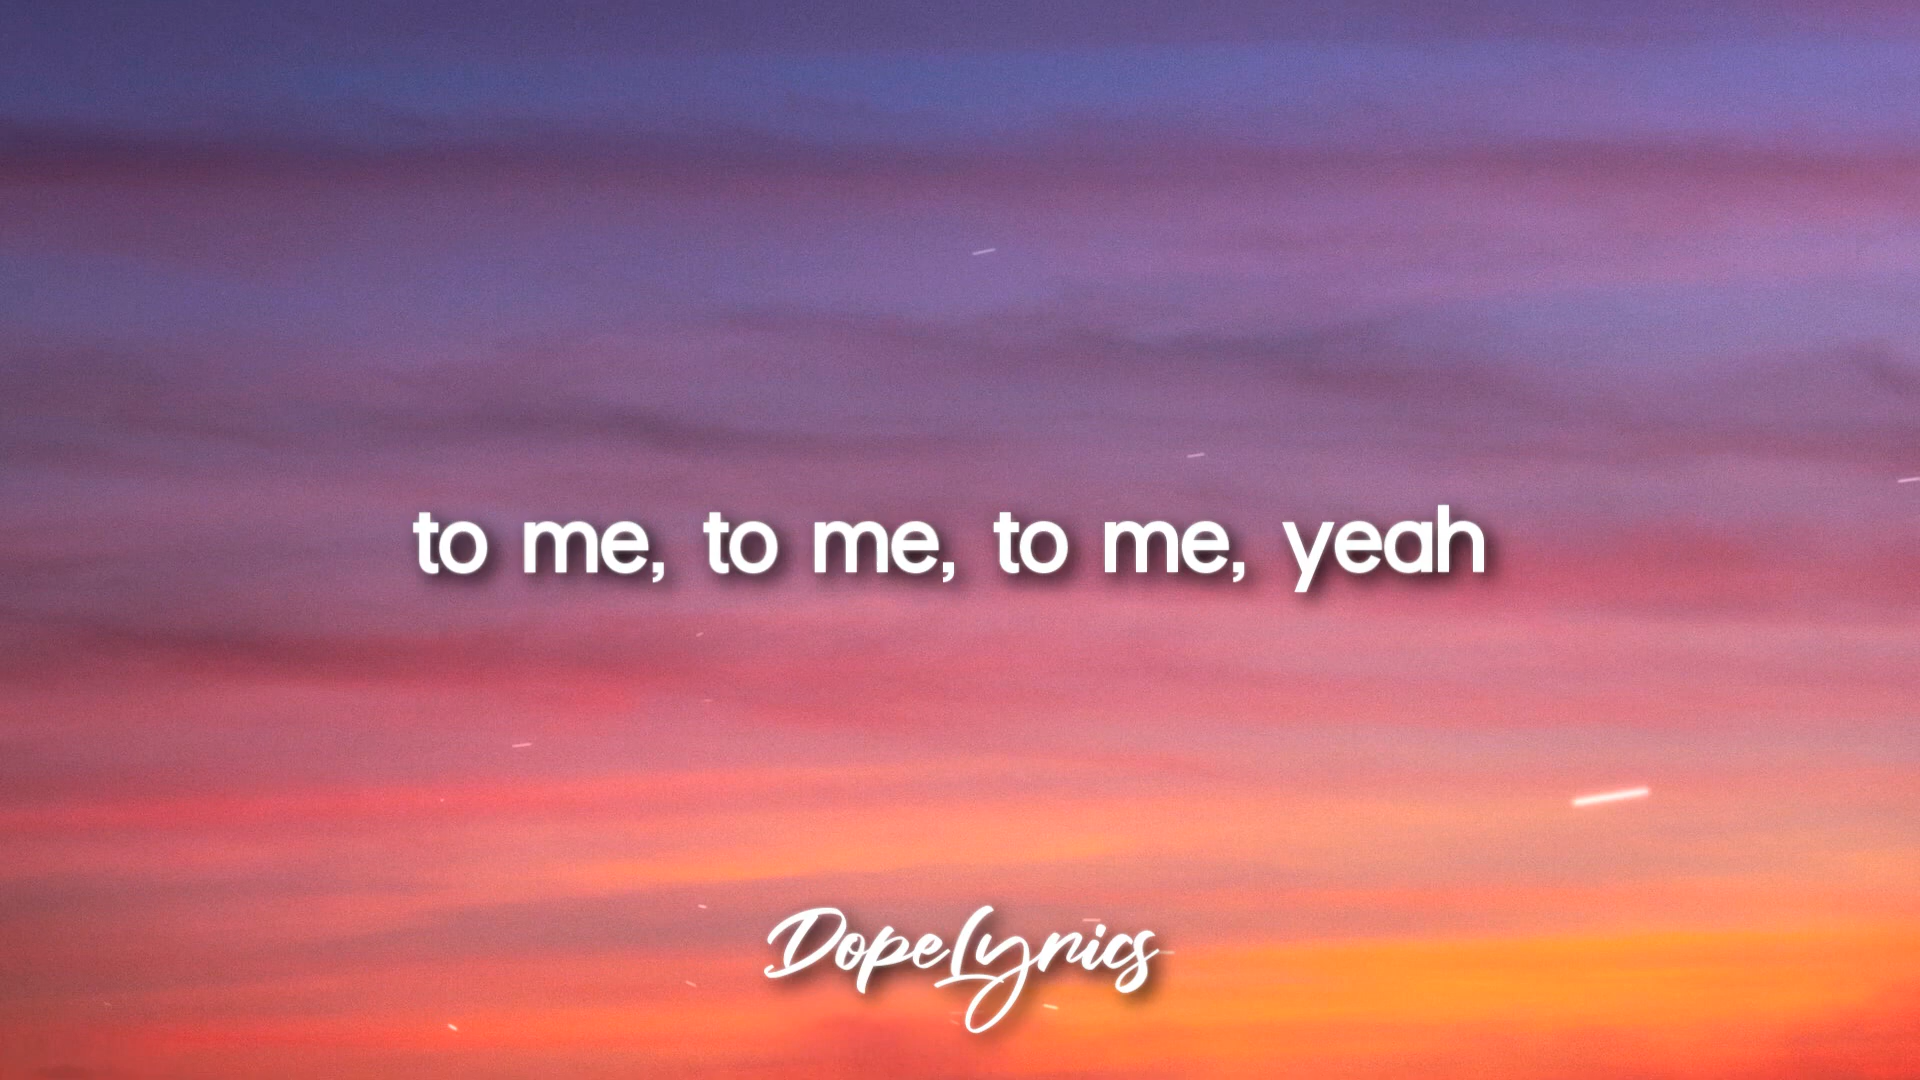 to me, to me, to me, yeah
DopeLyrics